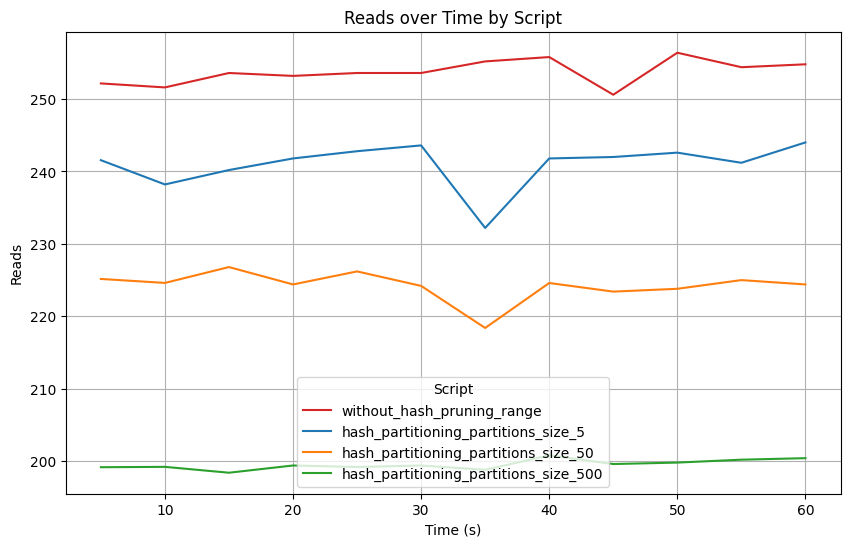 Reads over Time by Script
Reads
250
240
230
220
210
200
Script
without_hash_pruning_range
hash_partitioning_partitions_size_5
hash_partitioning_partitions_size_50
hash_partitioning_partitions_size_500
10 20 30 40 50 60
Time (s)